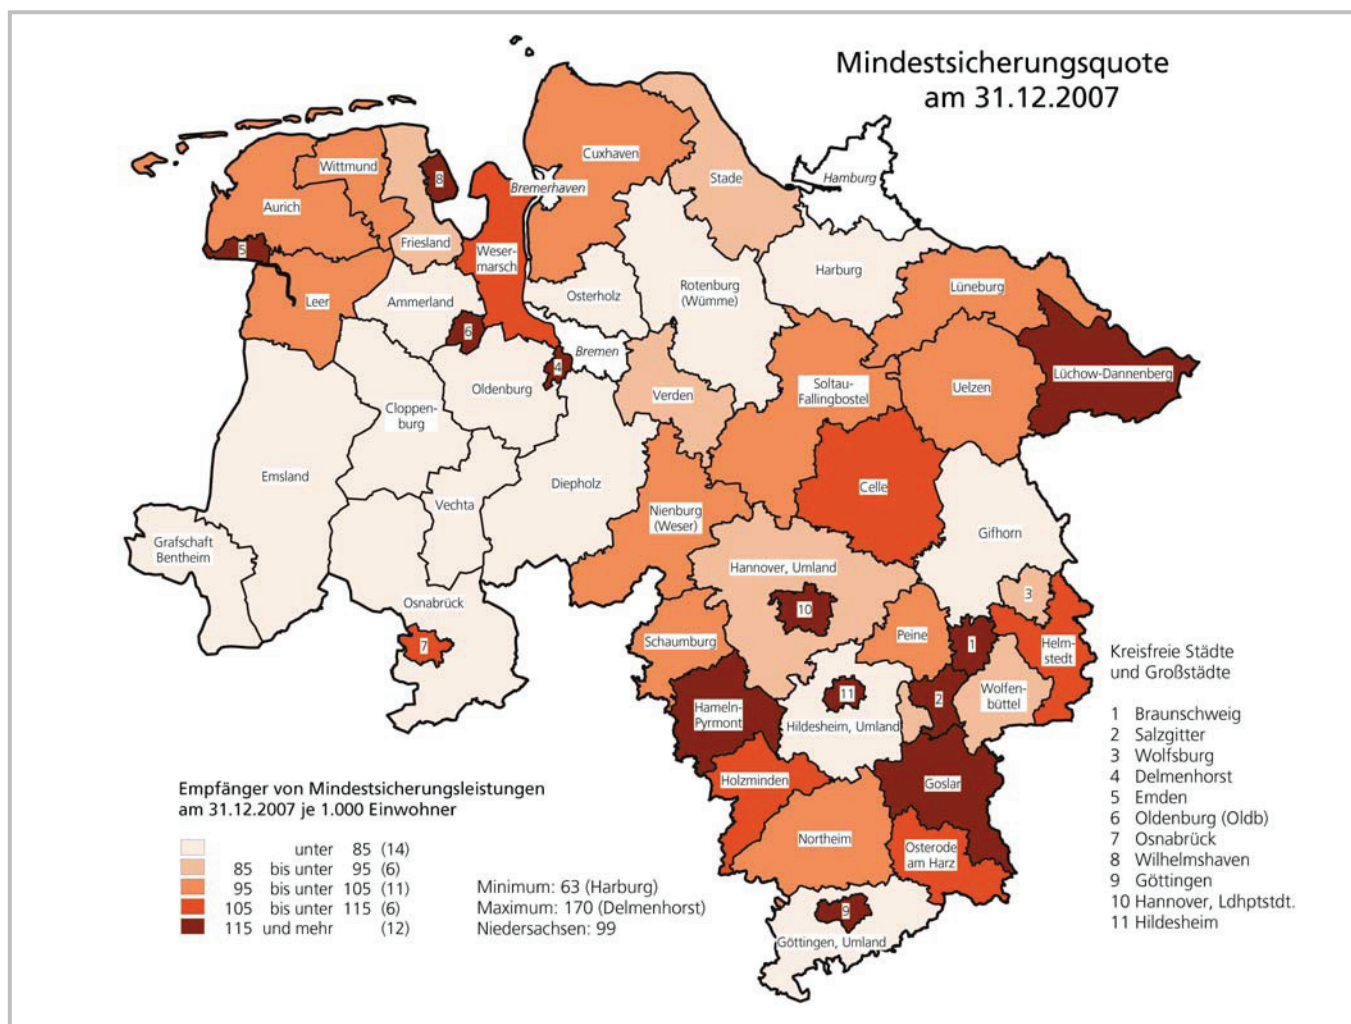 Mindestsicherungsquote
am 31.12.2007
Cuxhaven
Wittmund
8
Stade
Hamburg
Bremerhaven
Aurich
Friesland
5
Weser-
marsch
Harburg
Rotenburg
(Wümme)
Lüneburg
Osterholz
Leer
Ammerland
6
Bremen
4
Lüchow-Dannenberg
Oldenburg
Verden
Soltau-
Fallingbostel
Uelzen
Cloppen-
burg
Emsland
Diepholz
Celle
Vechta
Nienburg
(Weser)
Gifhorn
Grafschaft
Bentheim
Hannover, Umland
3
Osnabrück
10
7
Schaumburg
Peine
1
Helm-
stedt
11
2
Wolfen-
büttel
Hameln-
Pyrmont
Hildesheim, Umland
Holzminden
Goslar
Northeim
Osterode
am Harz
9
Göttingen, Umland
Kreisfreie Städte
und Großstädte
1 Braunschweig
2 Salzgitter
3 Wolfsburg
4 Delmenhorst
5 Emden
6 Oldenburg (Oldb)
7 Osnabrück
8 Wilhelmshaven
9 Göttingen
10 Hannover, Ldhptstdt.
11 Hildesheim
Empfänger von Mindestsicherungsleistungen
am 31.12.2007 je 1.000 Einwohner
unter 85 (14)
85 bis unter 95 (6)
95 bis unter 105 (11)
105 bis unter 115 (6)
115 und mehr (12)
Minimum: 63 (Harburg)
Maximum: 170 (Delmenhorst)
Niedersachsen: 99